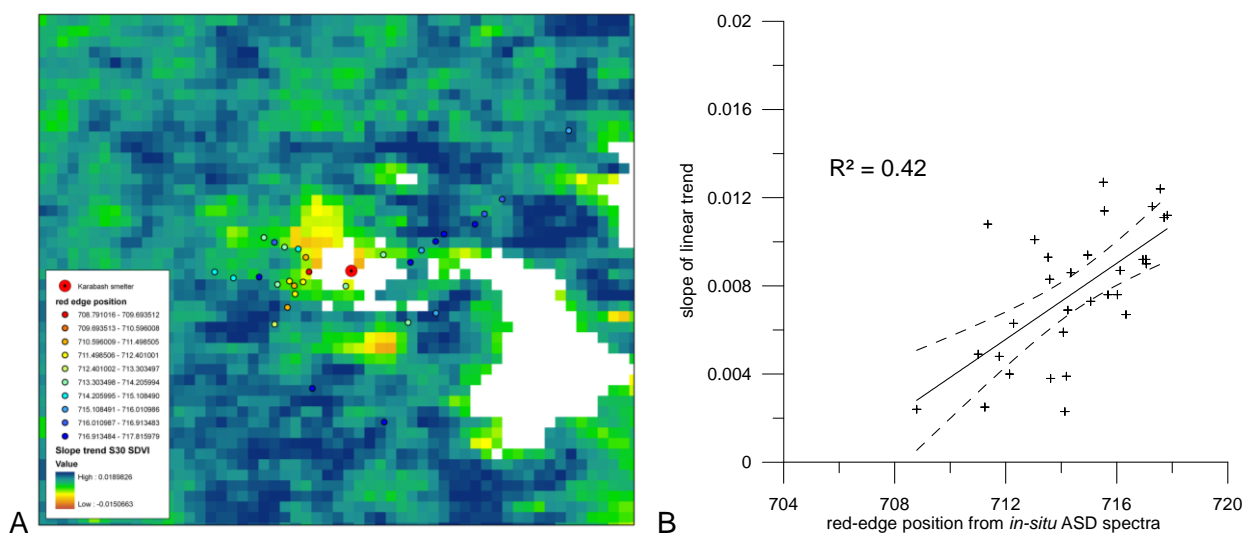 Karabash smelter
red edge position
708.791016 - 709.693512
709.693513 - 710.596008
710.596009 - 711.498505
711.498506 - 712.401001
712.401002 - 713.303497
713.303498 - 714.205994
714.205995 - 715.108490
715.108491 - 716.010986
716.010987 - 716.913483
716.913484 - 717.815979
Slope trend S30 SDVI
Value
High : 0.0189826
Low : -0.0150663
A
0.02
0.016
0.012
0.008
0.004
0
slope of linear trend
R² = 0.42
704
708
712
716
720
red-edge position from in-situ ASD spectra
B